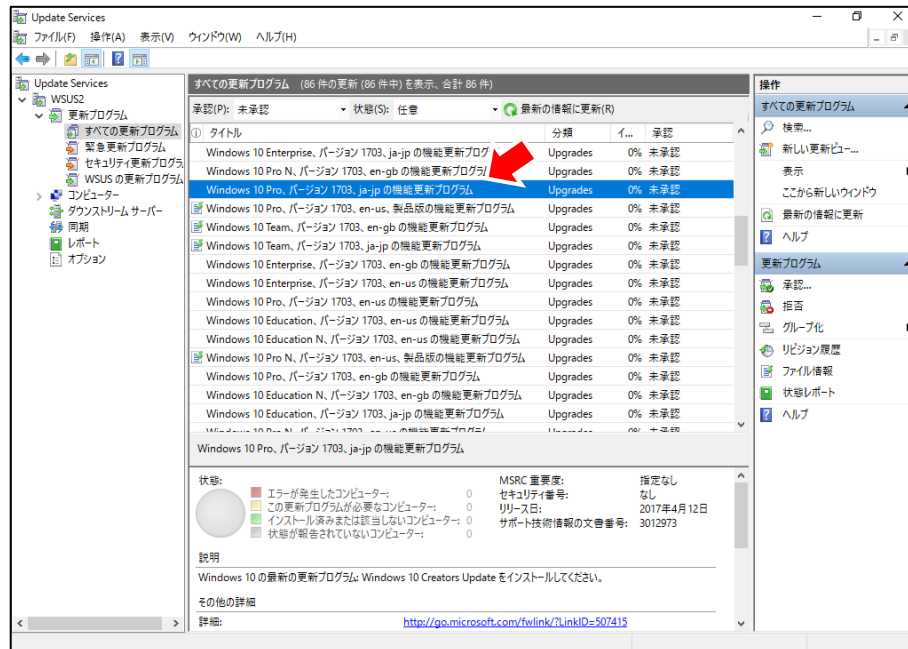 Update Services
ファイル(F) 操作(A) 表示(V) ウィンドウ(W) ヘルプ(H)
Update Services
WSUS2
更新プログラム
すべての更新プログラム
緊急更新プログラム
セキュリティ更新プログラ
WSUS の更新プログラム
コンピューター
ダウンストリーム サーバー
同期
レポート
オプション
すべての更新プログラム (86 件の更新 (86 件中) を表示、合計 86 件)
承認(P): 未承認 状態(S): 任意 最新の情報に更新(R)
タイトル 分類 イ... 承認
Windows 10 Enterprise、バージョン 1703、ja-jp の機能更新プログ Upgrades 0% 未承認
Windows 10 Pro N、バージョン 1703、en-gb の機能更新プログラ Upgrades 0% 未承認
Windows 10 Pro、バージョン 1703、ja-jp の機能更新プログラム Upgrades 0% 未承認
Windows 10 Pro、バージョン 1703、en-us、製品版の機能更新プログラム Upgrades 0% 未承認
Windows 10 Team、バージョン 1703、en-gb の機能更新プログラム Upgrades 0% 未承認
Windows 10 Team、バージョン 1703、ja-jp の機能更新プログラム Upgrades 0% 未承認
Windows 10 Enterprise、バージョン 1703、en-gb の機能更新プログラム Upgrades 0% 未承認
Windows 10 Enterprise、バージョン 1703、en-us の機能更新プログラム Upgrades 0% 未承認
Windows 10 Pro、バージョン 1703、en-us の機能更新プログラム Upgrades 0% 未承認
Windows 10 Education、バージョン 1703、en-us の機能更新プログラム Upgrades 0% 未承認
Windows 10 Education N、バージョン 1703、en-us の機能更新プログラム Upgrades 0% 未承認
Windows 10 Pro N、バージョン 1703、en-us、製品版の機能更新プログラム Upgrades 0% 未承認
Windows 10 Pro、バージョン 1703、en-gb の機能更新プログラム Upgrades 0% 未承認
Windows 10 Education N、バージョン 1703、en-gb の機能更新プログラム Upgrades 0% 未承認
Windows 10 Education、バージョン 1703、ja-jp の機能更新プログラム Upgrades 0% 未承認
Windows 10 Pro N、バージョン 1703、en-us の機能更新プログラム Upgrades 0% 未承認
Windows 10 Pro、バージョン 1703、ja-jp の機能更新プログラム
状態:
エラーが発生したコンピューター: 0
この更新プログラムが必要なコンピューター: 0
インストール済みまたは該当しないコンピューター: 0
状態が報告されていないコンピューター: 0
MSRC 重要度: 指定なし
セキュリティ番号: なし
リリース日: 2017年4月12日
サポート技術情報の文書番号: 3012973
説明
Windows 10 の最新の更新プログラム: Windows 10 Creators Update をインストールしてください。
その他の詳細
詳細: http://go.microsoft.com/fwlink/?LinkID=507415
操作
すべての更新プログラム
検索...
新しい更新ビュー...
表示
ここから新しいウィンドウ
最新の情報に更新
ヘルプ
更新プログラム
承認...
拒否
グループ化
リビジョン履歴
ファイル情報
状態レポート
ヘルプ